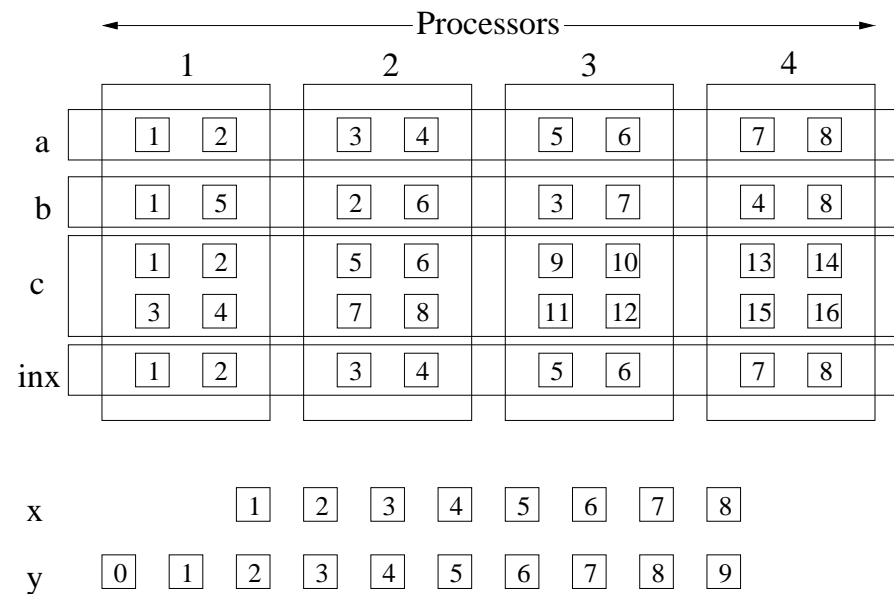 Processors
1 2 3 4
a 1 2 3 4 5 6 7 8
b 1 5 2 6 3 7 4 8
1 2 5 6 9 10 13 14
c
3 4 7 8 11 12 15 16
inx 1 2 3 4 5 6 7 8
x 1 2 3 4 5 6 7 8
y 0 1 2 3 4 5 6 7 8 9